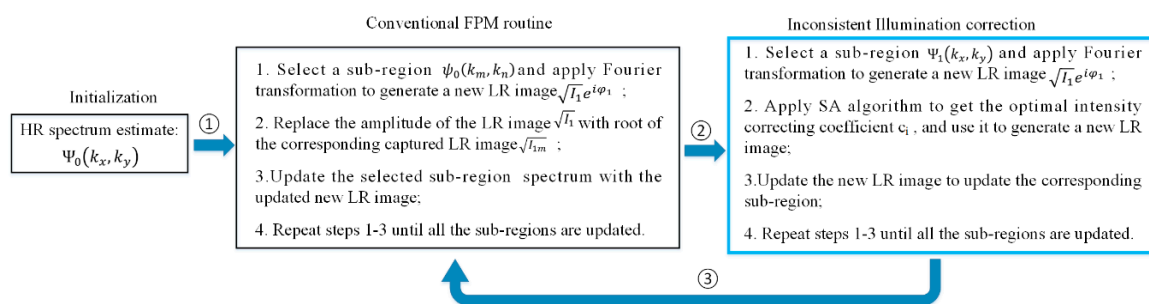 Conventional FPM routine
Inconsistent Illumination correction
Initialization
HR spectrum estimate:
Ψ₀(kₓ,kᵧ)
①
1. Select a sub-region ψ₀(kₘ,kₙ)and apply Fourier
transformation to generate a new LR image√I₁e^{iφ₁} ;
2. Replace the amplitude of the LR image √I₁ with root of
the corresponding captured LR image√I₁ₘ ;
3.Update the selected sub-region spectrum with the
updated new LR image;
4. Repeat steps 1-3 until all the sub-regions are updated.
②
1. Select a sub-region Ψ₁(kₓ,kᵧ) and apply Fourier
transformation to generate a new LR image√I₁e^{iφ₁} ;
2. Apply SA algorithm to get the optimal intensity
correcting coefficient cᵢ , and use it to generate a new LR
image;
3.Update the new LR image to update the corresponding
sub-region;
4. Repeat steps 1-3 until all the sub-regions are updated.
③